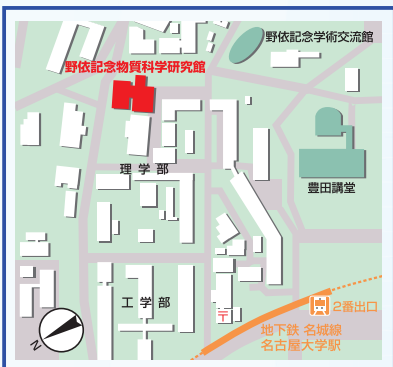 野依記念学術交流館
野依記念物質科学研究館
理学部
豊田講堂
工学部
〒
2番出口
地下鉄 名城線
名古屋大学駅
N